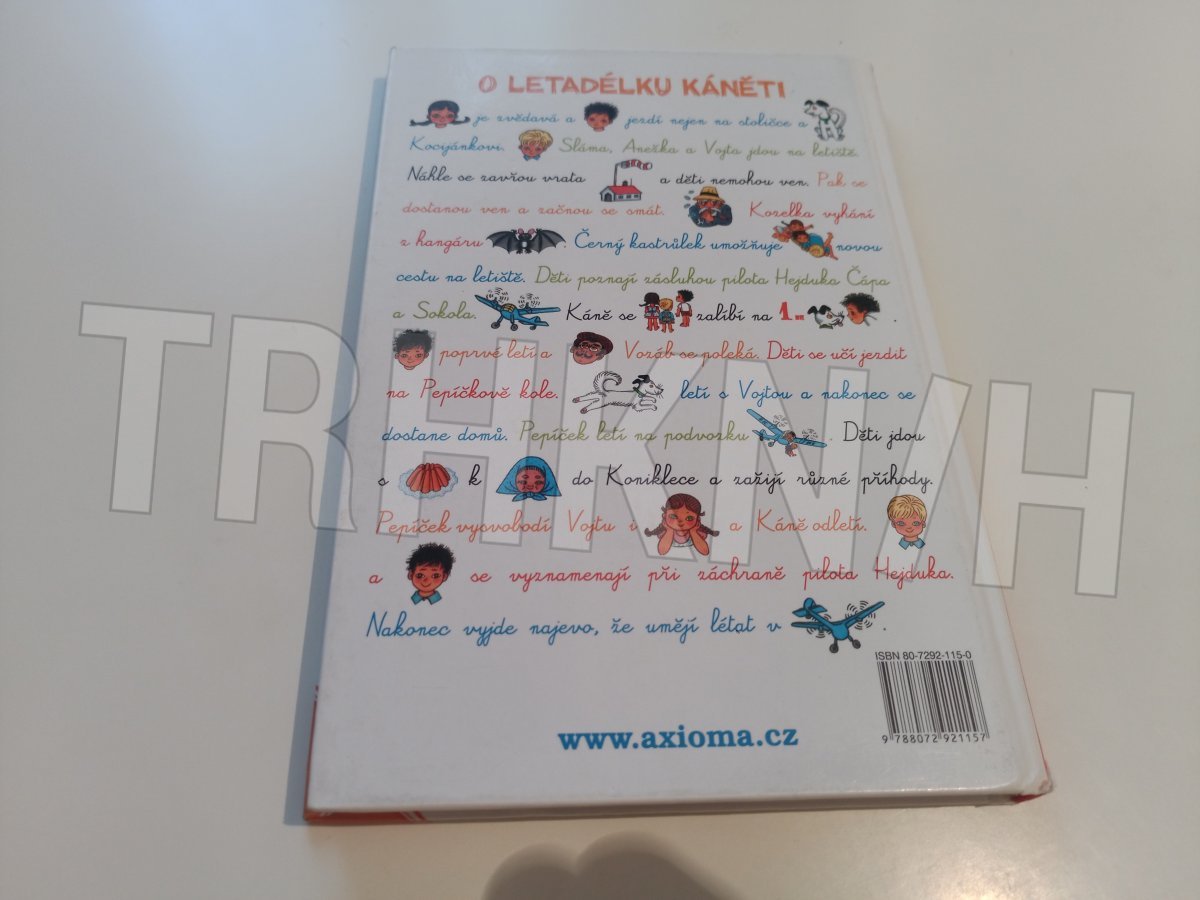 O LETADÉLKU KÁNĚTI
je zvědavá a jezdí nejen na stoličce a
Kocijánkovi. Sláma, Anežka a Vojta jdou na letiště.
Náhle se zavřou vrata a děti nemohou ven. Pak se
dostanou ven a začnou se smát. Kozelka vyhání
z hangáru . Černý kastrůlek umožňuje novou
cestu na letiště. Děti poznají zásluhou pilota Hejduka Čápa
a Sokola. Káně se zalíbí na 1. .
poprvé letí a Vozáb se poleká. Děti se učí jezdit
na Pepíčkově kole. letí s Vojtou a nakonec se
dostane domů. Pepíček letí na podvozku . Děti jdou
s k do Koniklece a zažijí různé příhody.
Pepíček vysvobodí Vojtu i a Káně odletí.
a se vyznamenají při záchraně pilota Hejduka.
Nakonec vyjde najevo, že umějí létat v .
ISBN 80-7292-115-0
9 788072 921157
www.axioma.cz
TRHKNIH